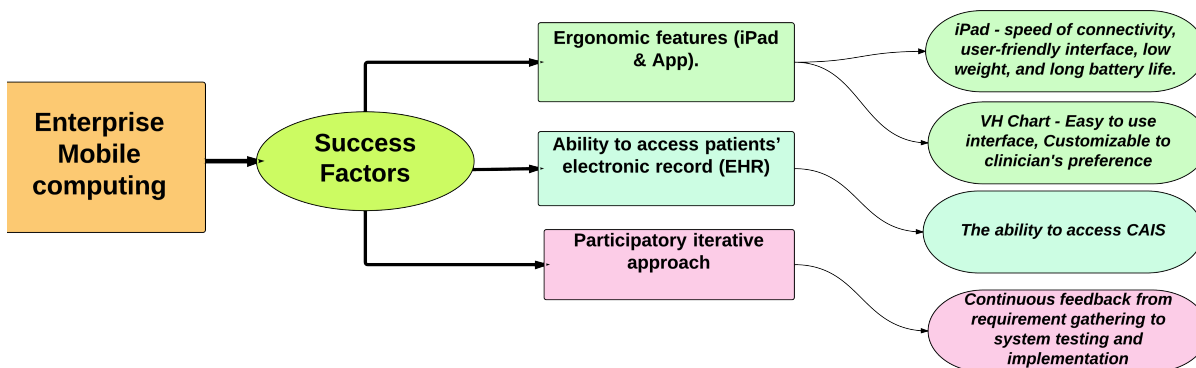 Enterprise
Mobile
computing
Success
Factors
Ergonomic features (iPad
& App).
Ability to access patients’
electronic record (EHR)
Participatory iterative
approach
iPad - speed of connectivity,
user-friendly interface, low
weight, and long battery life.
VH Chart - Easy to use
interface, Customizable to
clinician's preference
The ability to access CAIS
Continuous feedback from
requirement gathering to
system testing and
implementation